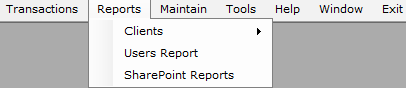 Transactions Reports Maintain Tools Help Window Exit
Clients
Users Report
SharePoint Reports